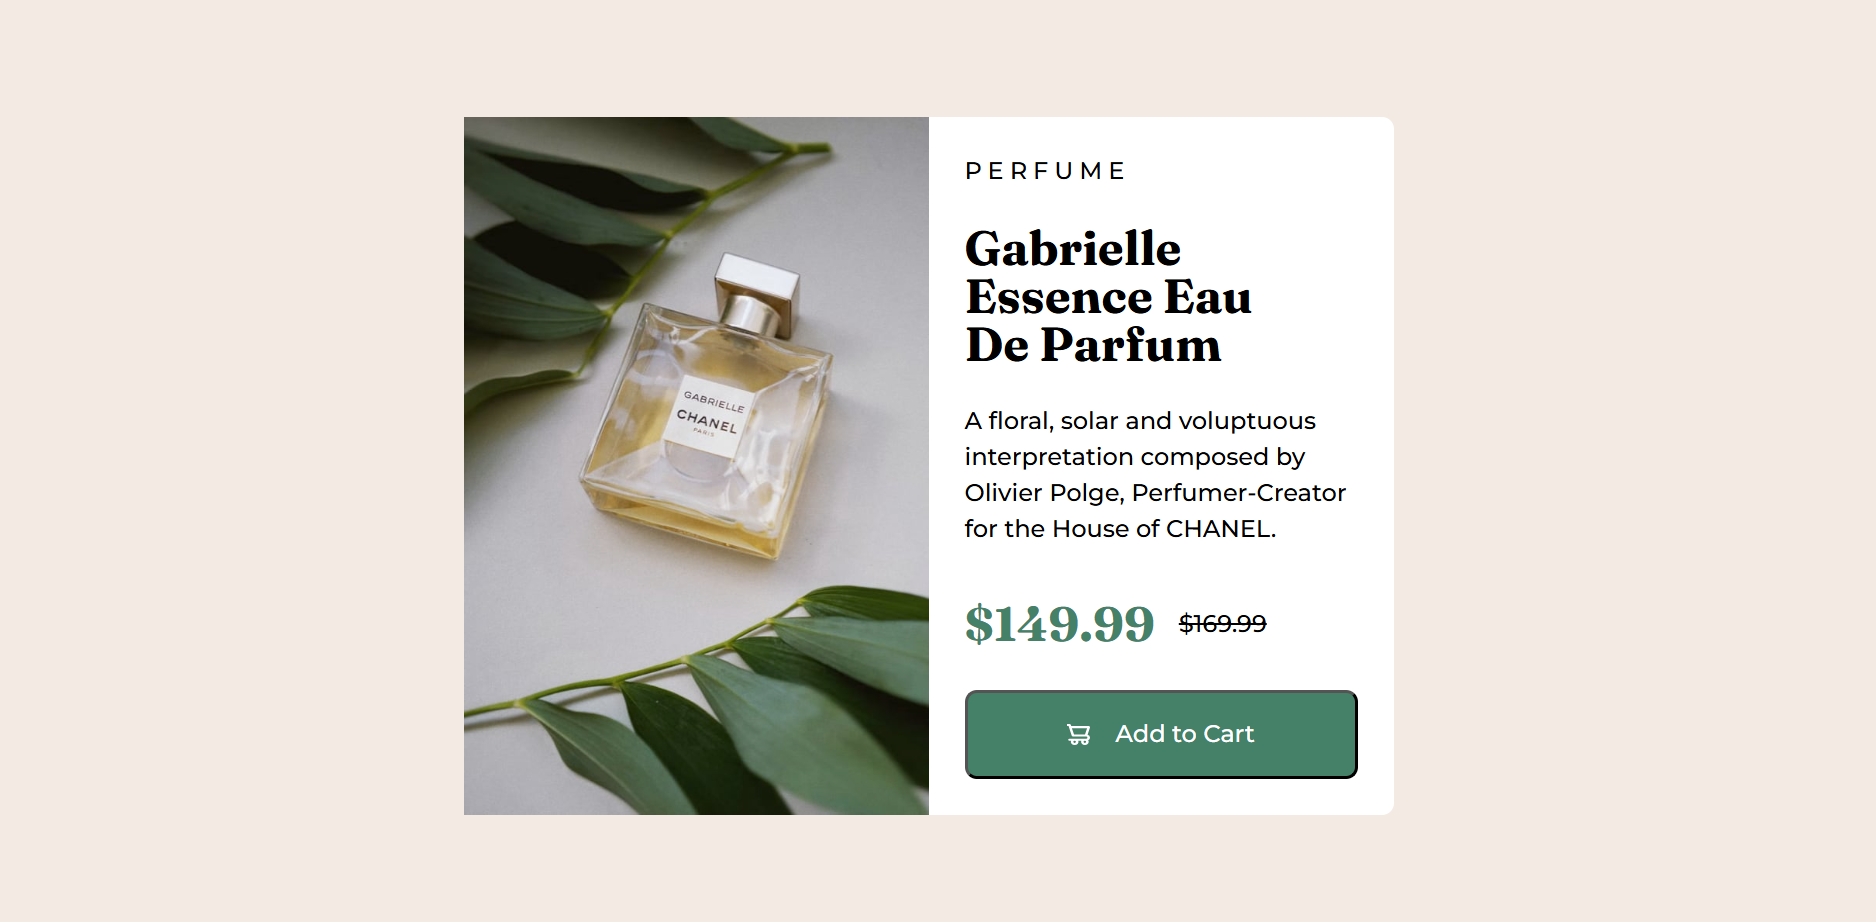 GABRIELLE
CHANEL
PARIS
PERFUME
Gabrielle
Essence Eau
De Parfum
A floral, solar and voluptuous
interpretation composed by
Olivier Polge, Perfumer-Creator
for the House of CHANEL.
$149.99 $169.99
Add to Cart